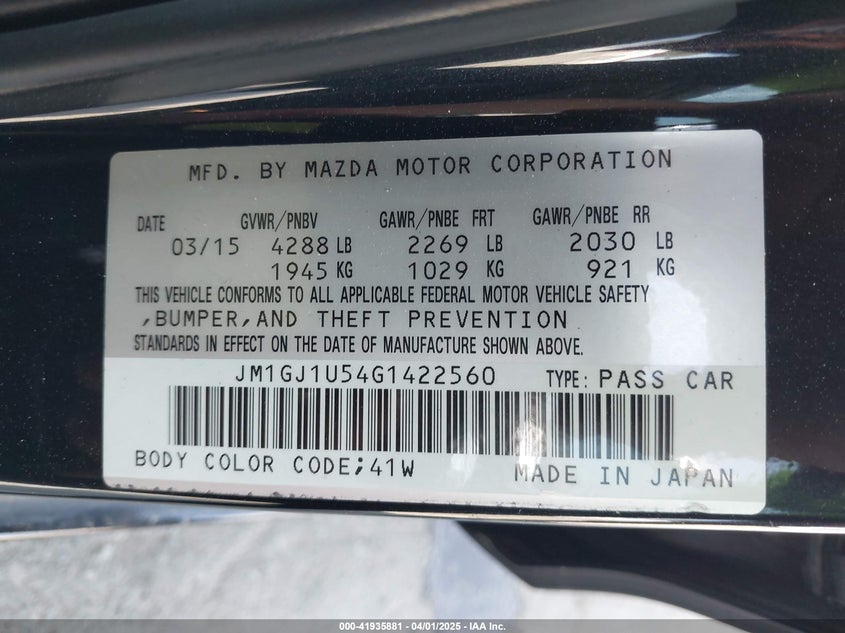 MFD. BY MAZDA MOTOR CORPORATION
DATE GVWR/PNBV GAWR/PNBE FRT GAWR/PNBE RR
03/15 4288 LB 2269 LB 2030 LB
1945 KG 1029 KG 921 KG
THIS VEHICLE CONFORMS TO ALL APPLICABLE FEDERAL MOTOR VEHICLE SAFETY
,BUMPER,AND THEFT PREVENTION
STANDARDS IN EFFECT ON THE DATE OF MANUFACTURE SHOWN ABOVE.
JM1GJ1U54G1422560 TYPE: PASS CAR
BODY COLOR CODE;41W MADE IN JAPAN
000-41935881 / 04/01/2025 - IAA Inc.